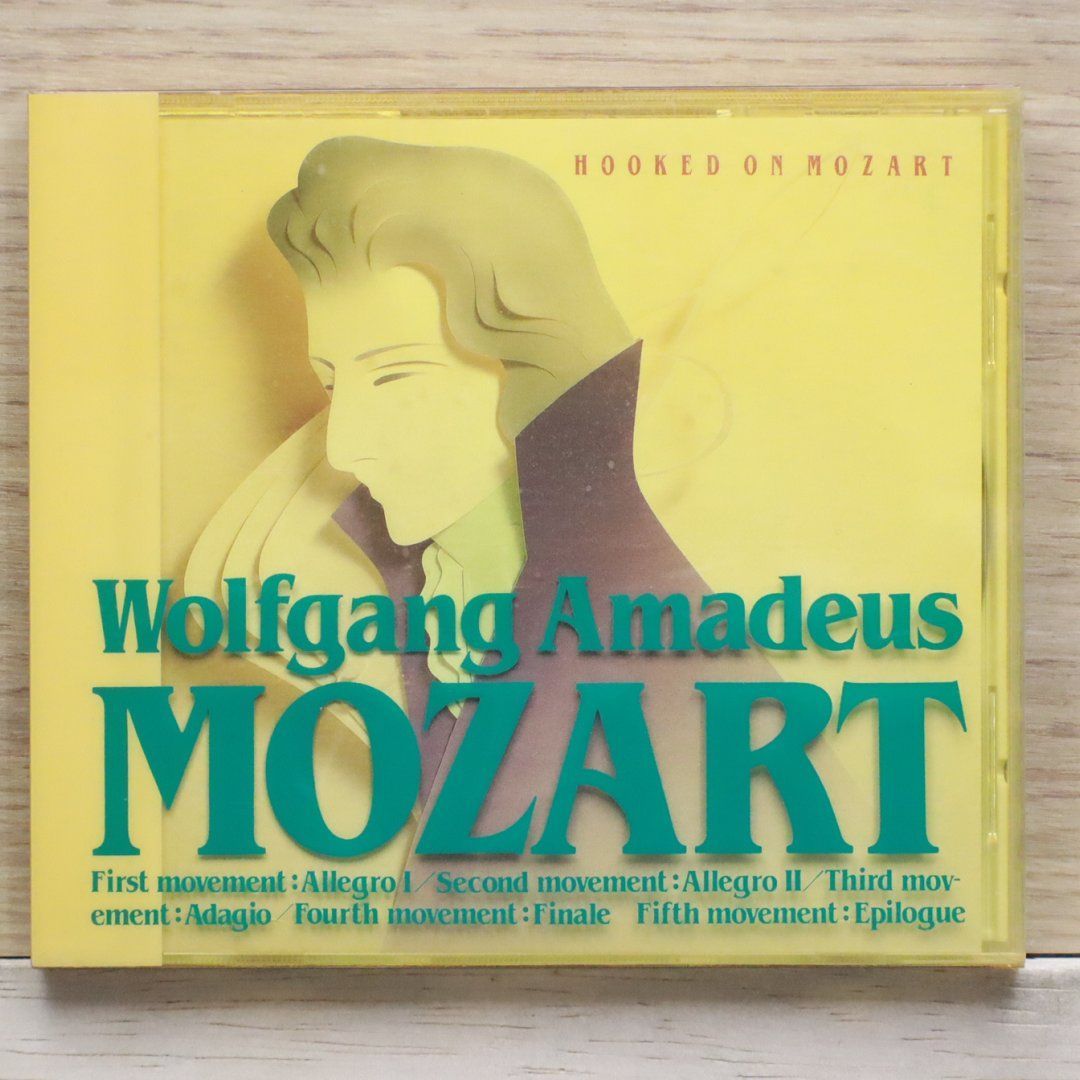 HOOKED ON MOZART
Wolfgang Amadeus
MOZART
First movement:Allegro I/Second movement:Allegro II/Third mov-
ement:Adagio/Fourth movement:Finale Fifth movement:Epilogue